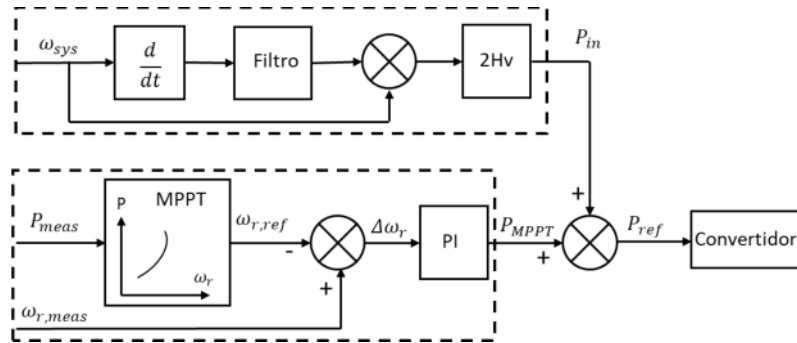 ω_sys
d/dt
Filtro
2Hv
P_in
+
P_meas
P
MPPT
ω_r
ω_r,ref
-
+
Δω_r
PI
P_MPPT
+
P_ref
Convertidor
ω_r,meas